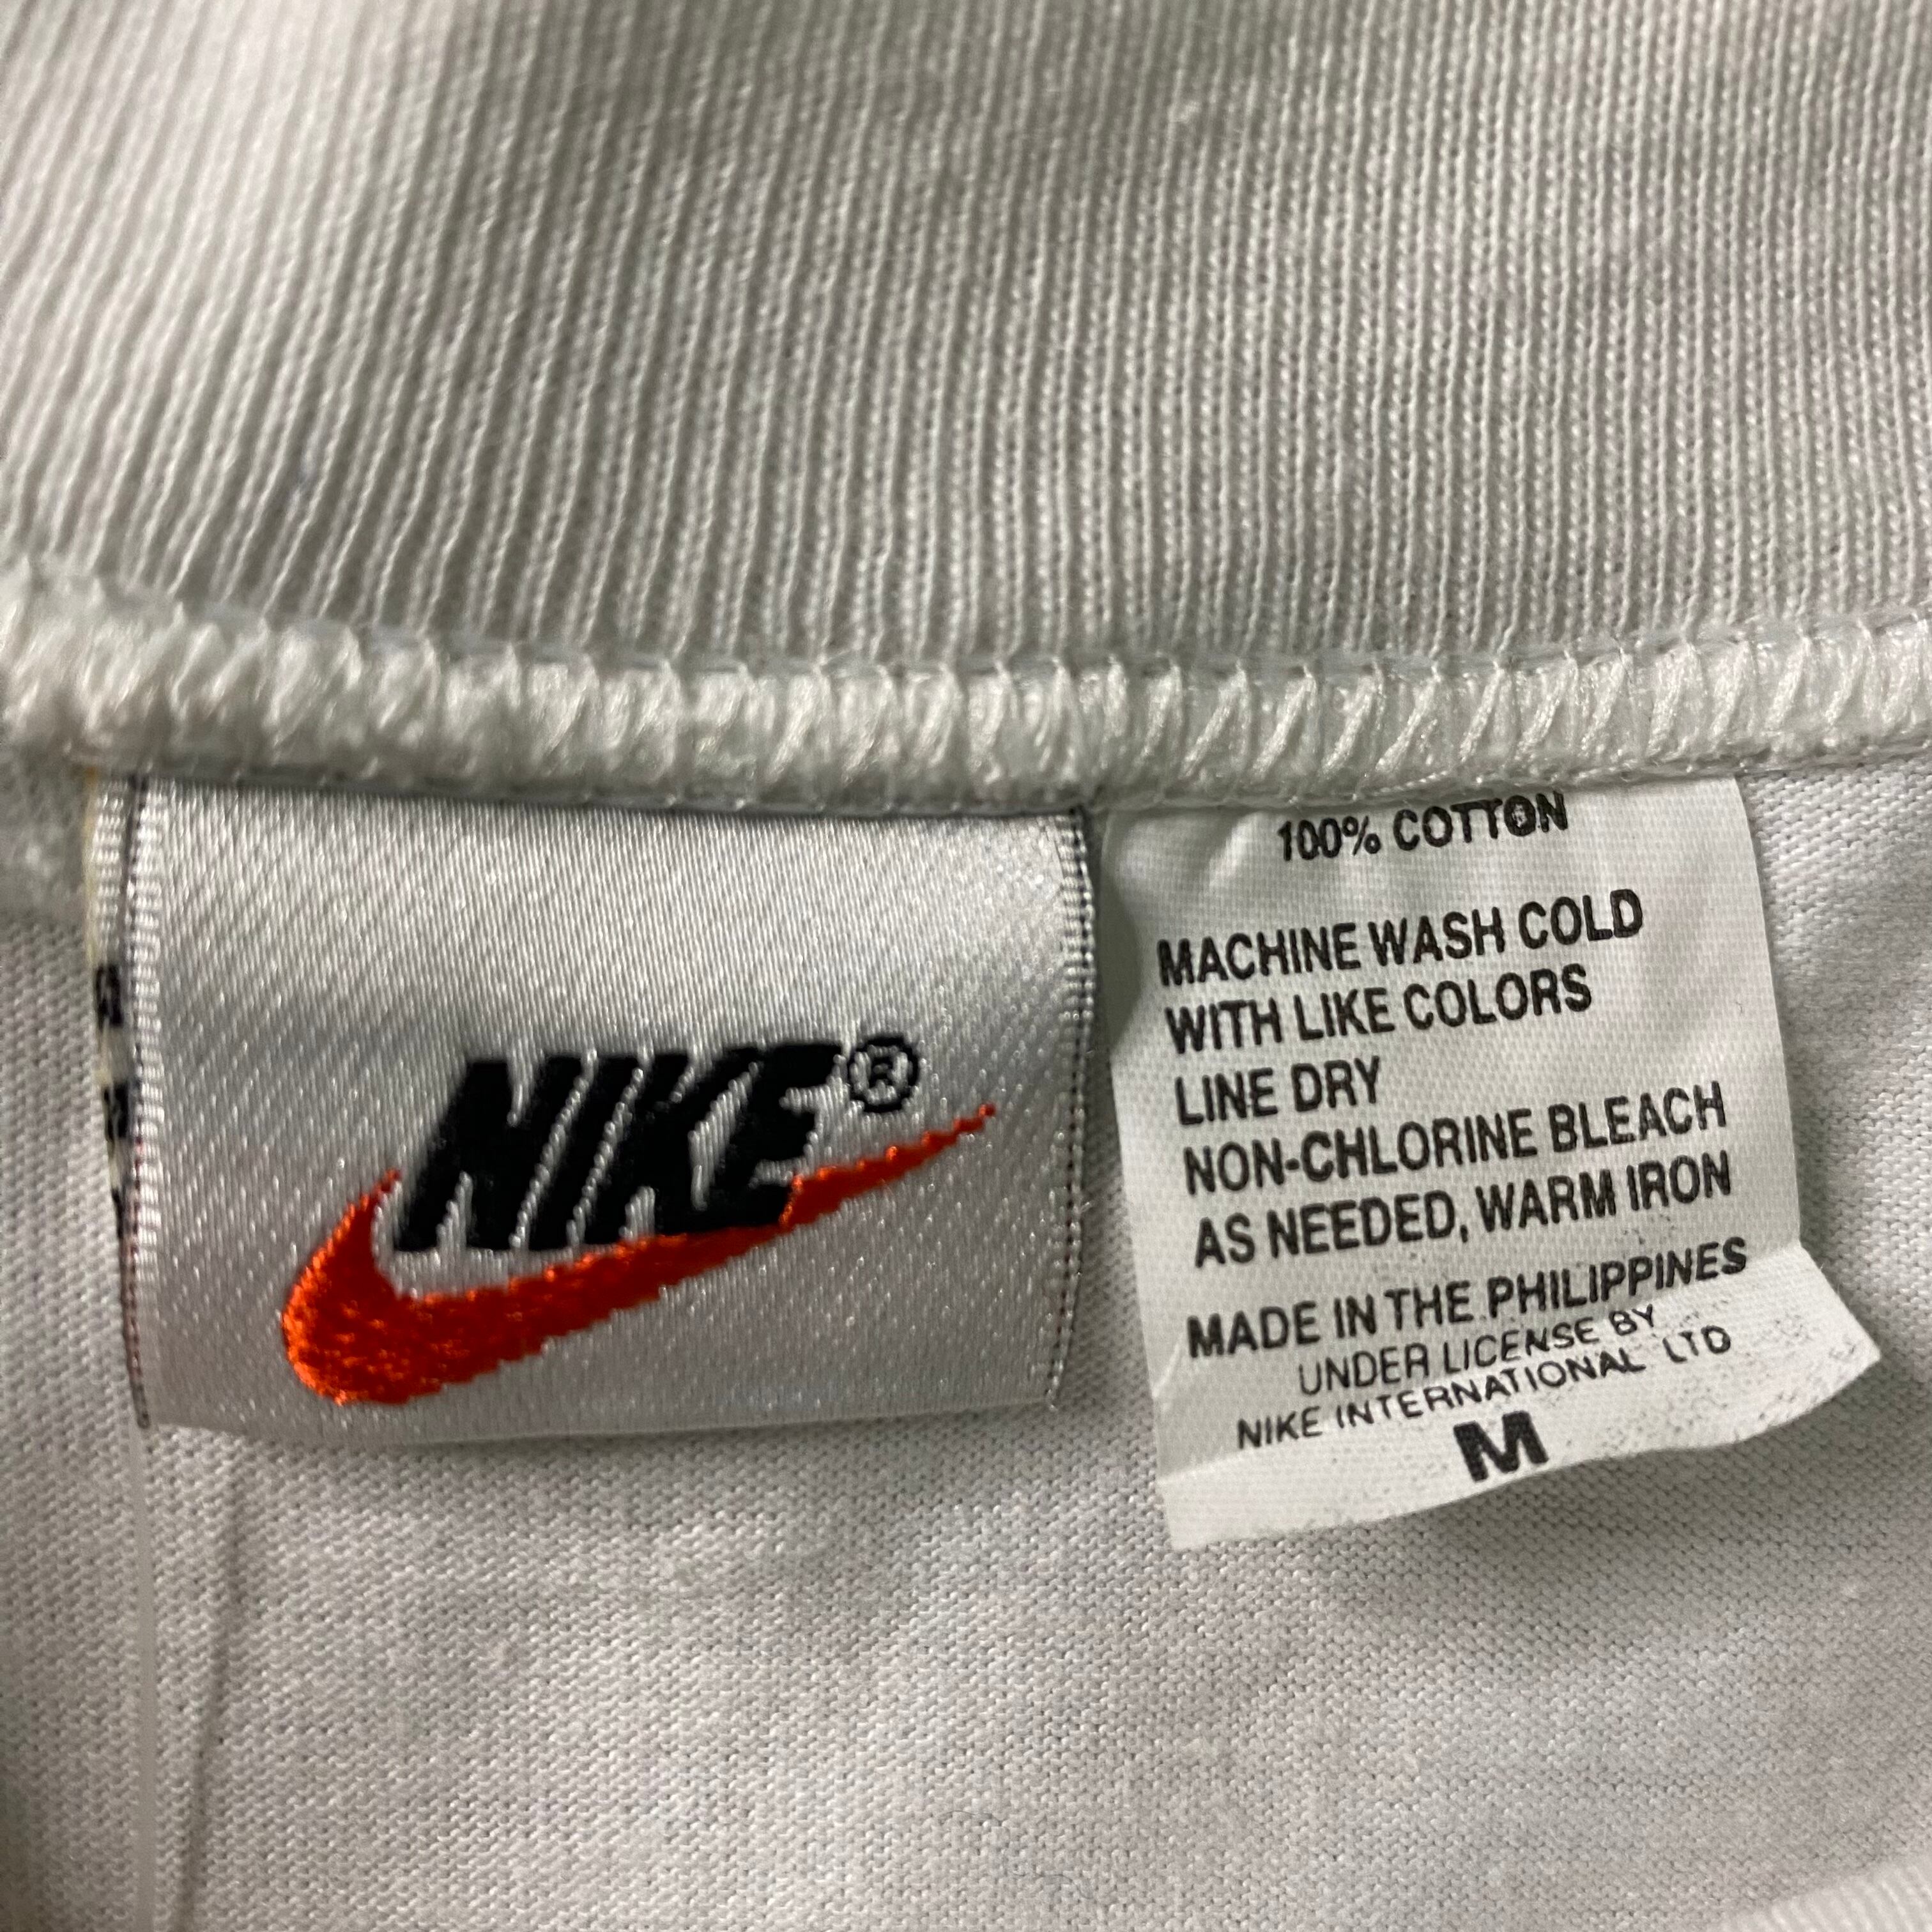 NIKE®
100% COTTON
MACHINE WASH COLD
WITH LIKE COLORS
LINE DRY
NON-CHLORINE BLEACH
AS NEEDED, WARM IRON
MADE IN THE PHILIPPINES
UNDER LICENSE BY
NIKE INTERNATIONAL LTD
M